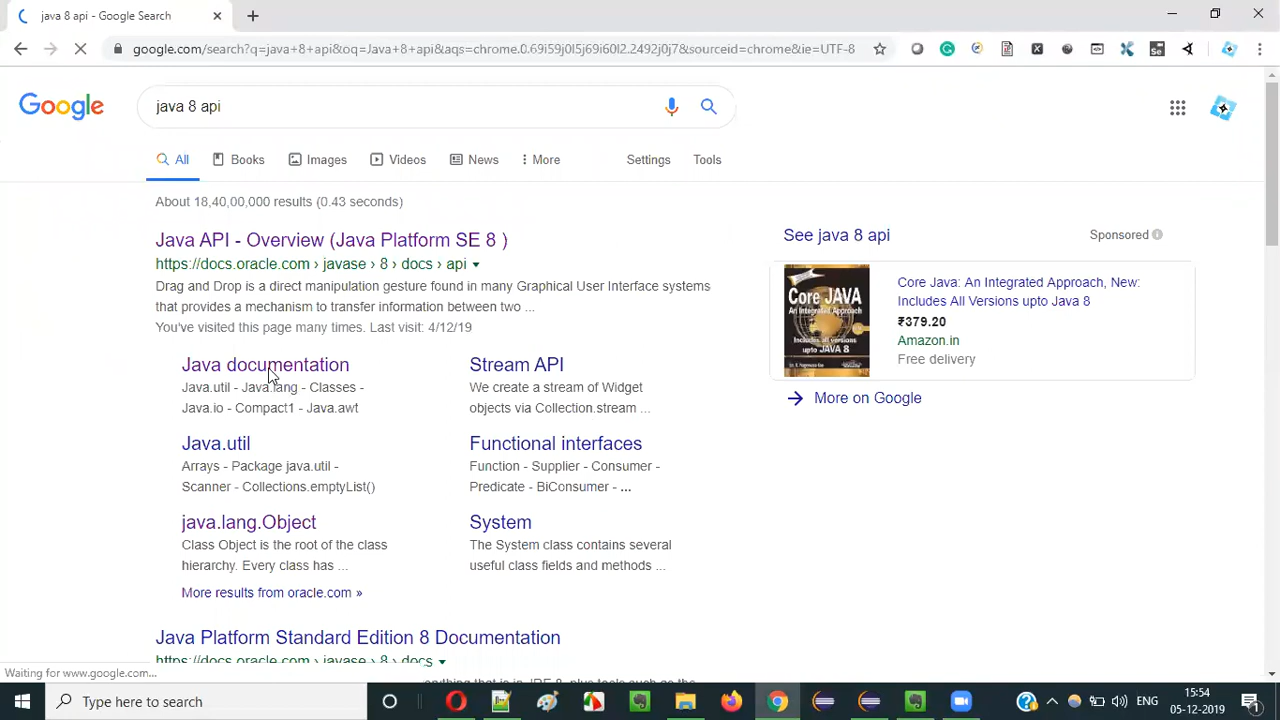 java 8 api - Google Search
google.com/search?q=java+8+api&oq=Java+8+api&aqs=chrome.0.69i59j0l5j69i60l2.2492j0j7&sourceid=chrome&ie=UTF-8
Google java 8 api
All Books Images Videos News More Settings Tools
About 18,40,00,000 results (0.43 seconds)
Java API - Overview (Java Platform SE 8 )
https://docs.oracle.com › javase › 8 › docs › api
Drag and Drop is a direct manipulation gesture found in many Graphical User Interface systems
that provides a mechanism to transfer information between two ...
You've visited this page many times. Last visit: 4/12/19
Java documentation
Java.util - Java.lang - Classes -
Java.io - Compact1 - Java.awt
Stream API
We create a stream of Widget
objects via Collection.stream ...
Java.util
Arrays - Package java.util -
Scanner - Collections.emptyList()
Functional interfaces
Function - Supplier - Consumer -
Predicate - BiConsumer - ...
java.lang.Object
Class Object is the root of the class
hierarchy. Every class has ...
System
The System class contains several
useful class fields and methods ...
More results from oracle.com »
Java Platform Standard Edition 8 Documentation
https://docs.oracle.com › javase › 8 › docs
See java 8 api
Sponsored
Core JAVA
An Integrated Approach
Core Java: An Integrated Approach, New:
Includes All Versions upto Java 8
₹379.20
Amazon.in
Free delivery
More on Google
Waiting for www.google.com...
Type here to search
ENG
15:54
05-12-2019